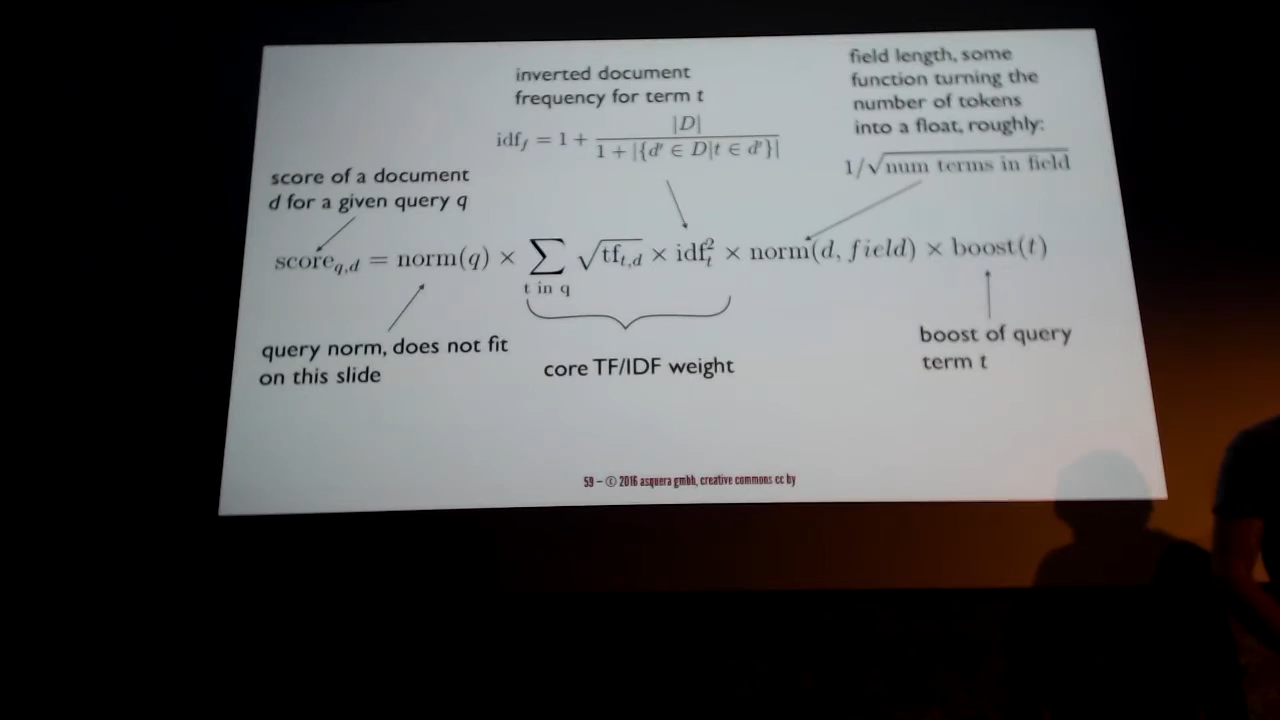 inverted document
frequency for term t
idf_f = 1 + |D| / 1 + |{d' ∈ D|t ∈ d'}|
field length, some
function turning the
number of tokens
into a float, roughly:
1/√num terms in field
score of a document
d for a given query q
score_q,d = norm(q) × ∑ √tf_t,d × idf_t^2 × norm(d, field) × boost(t)
t in q
query norm, does not fit
on this slide
core TF/IDF weight
boost of query
term t
59 – © 2016 asquera gmbh, creative commons cc by